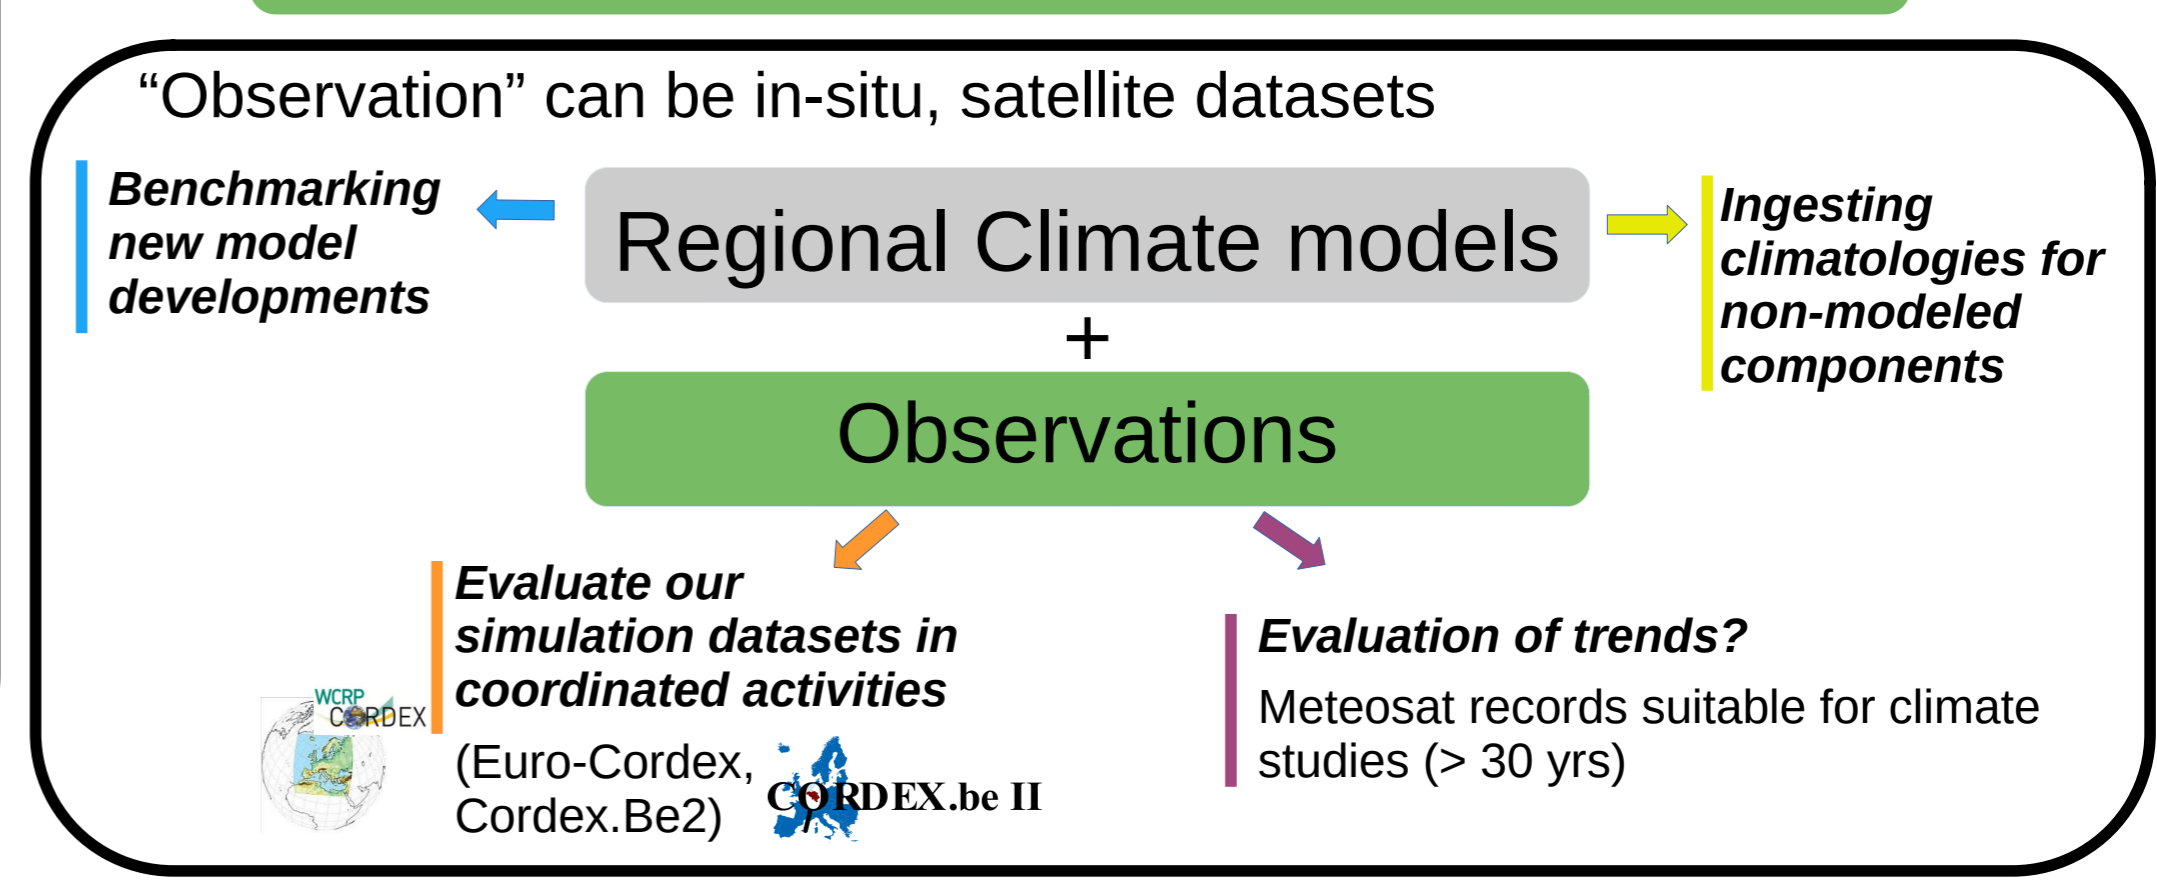 “Observation” can be in-situ, satellite datasets
Benchmarking
new model
developments
Regional Climate models
Ingesting
climatologies for
non-modeled
components
+
Observations
Evaluate our
simulation datasets in
coordinated activities
(Euro-Cordex,
Cordex.Be2)
WCRP
CORDEX
CORDEX.be II
Evaluation of trends?
Meteosat records suitable for climate
studies (> 30 yrs)